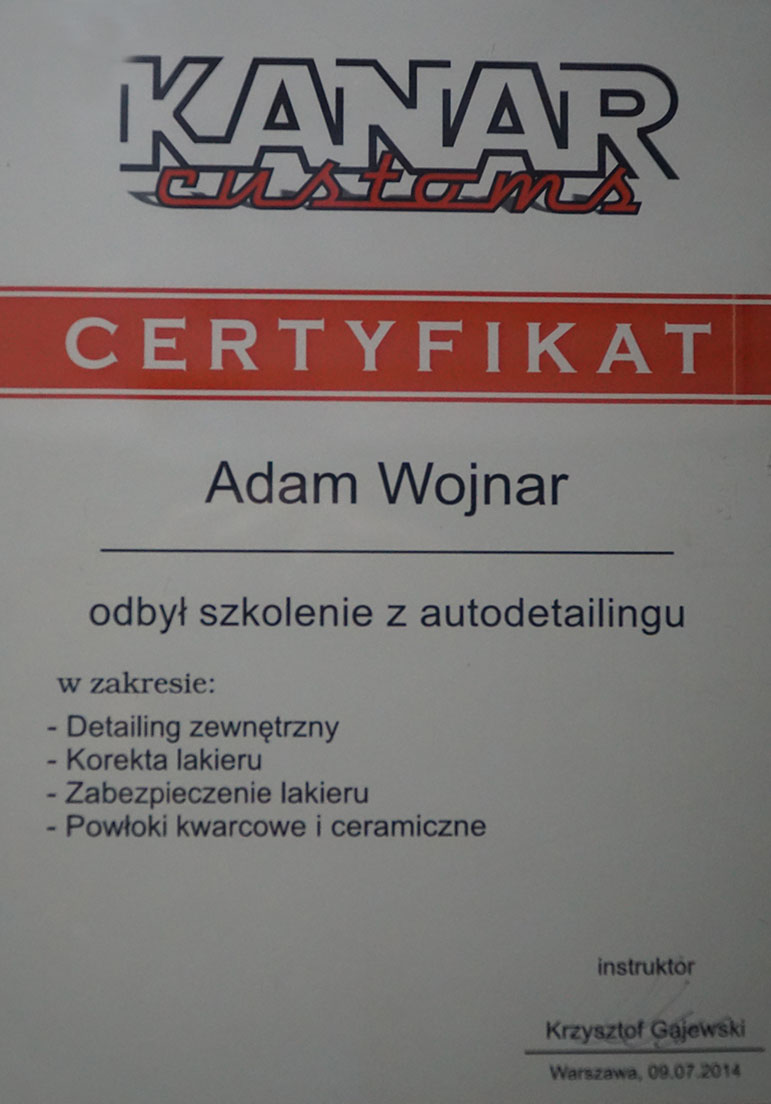 KANAR
customs
CERTYFIKAT
Adam Wojnar
odbył szkolenie z autodetailingu
w zakresie:
- Detailing zewnętrzny
- Korekta lakieru
- Zabezpieczenie lakieru
- Powłoki kwarcowe i ceramiczne
instruktor
Krzysztof Gajewski
Warszawa, 09.07.2014